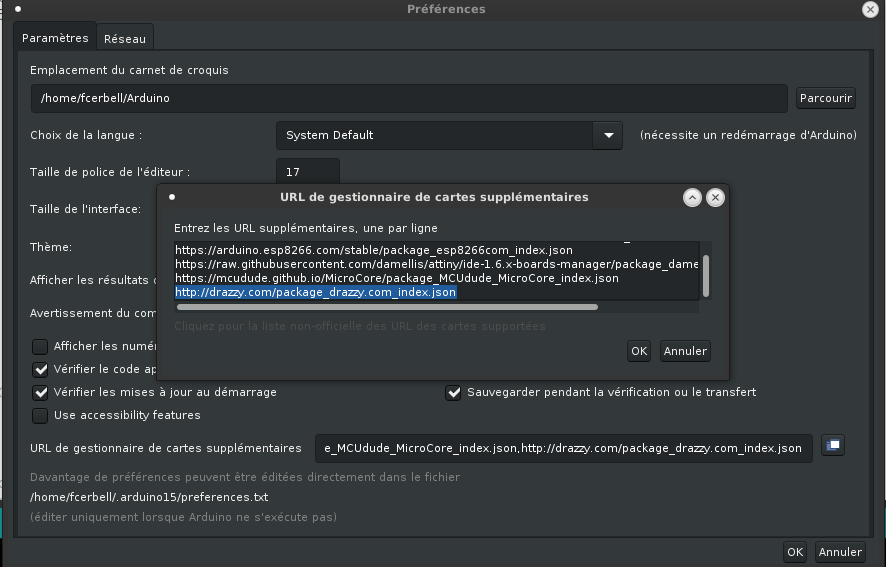 Préférences
Paramètres
Réseau
Emplacement du carnet de croquis
/home/fcerbell/Arduino
Parcourir
Choix de la langue :
System Default
(nécessite un redémarrage d'Arduino)
Taille de police de l'éditeur :
17
Taille de l'interface:
Thème:
Afficher les résultats
Avertissement du com
URL de gestionnaire de cartes supplémentaires
Entrez les URL supplémentaires, une par ligne
https://arduino.esp8266.com/stable/package_esp8266com_index.json
https://raw.githubusercontent.com/damellis/attiny/ide-1.6.x-boards-manager/package_dame
https://mcudude.github.io/MicroCore/package_MCUdude_MicroCore_index.json
http://drazzy.com/package_drazzy.com_index.json
Cliquez pour la liste non-officielle des URL des cartes supportées
OK
Annuler
Afficher les numé
Vérifier le code ap
Vérifier les mises à jour au démarrage
Sauvegarder pendant la vérification ou le transfert
Use accessibility features
URL de gestionnaire de cartes supplémentaires
e_MCUdude_MicroCore_index.json,http://drazzy.com/package_drazzy.com_index.json
Davantage de préférences peuvent être éditées directement dans le fichier
/home/fcerbell/.arduino15/preferences.txt
(éditer uniquement lorsque Arduino ne s'exécute pas)
OK
Annuler